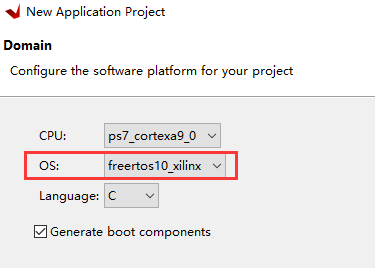 New Application Project
Domain
Configure the software platform for your project
CPU: ps7_cortexa9_0
OS: freertos10_xilinx
Language: C
Generate boot components